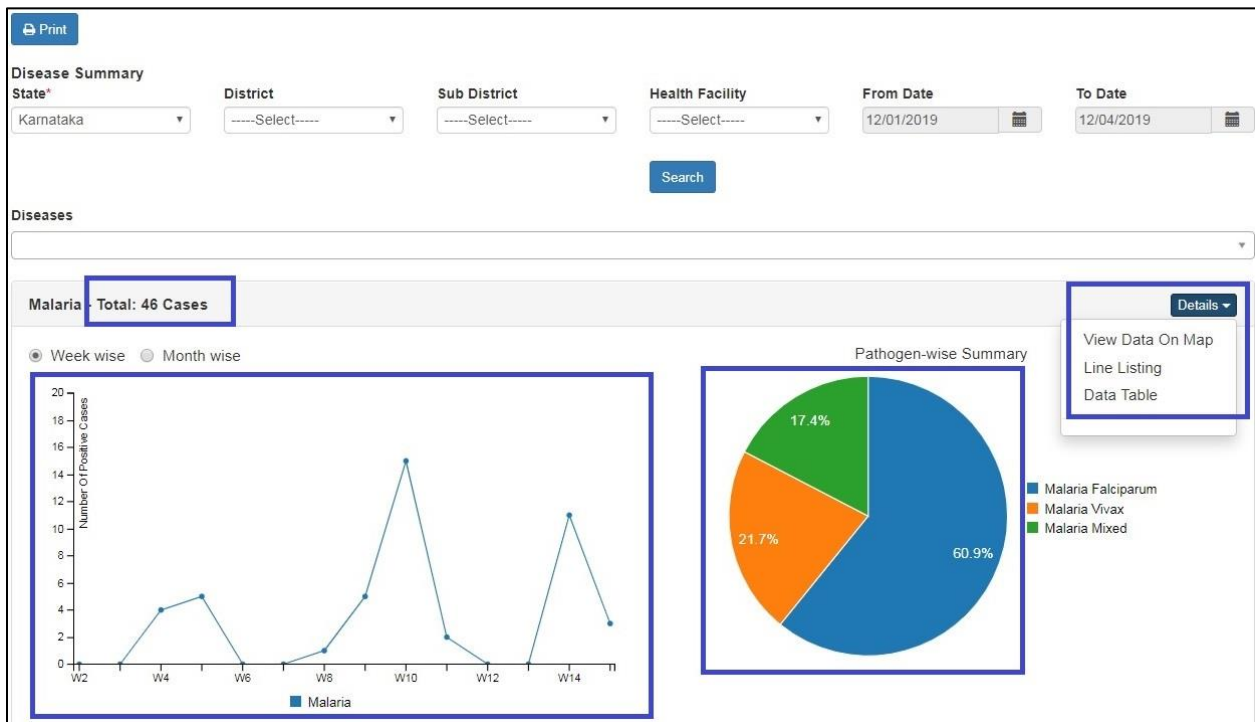 Print
Disease Summary
State* District Sub District Health Facility From Date To Date
Karnataka -----Select----- -----Select----- -----Select----- 12/01/2019 12/04/2019
Search
Diseases
Malaria - Total: 46 Cases
Details
View Data On Map
Line Listing
Data Table
Week wise Month wise
Number Of Positive Cases
20
18
16
14
12
10
8
6
4
2
0
W2 W4 W6 W8 W10 W12 W14
Malaria
Pathogen-wise Summary
17.4%
21.7%
60.9%
Malaria Falciparum
Malaria Vivax
Malaria Mixed